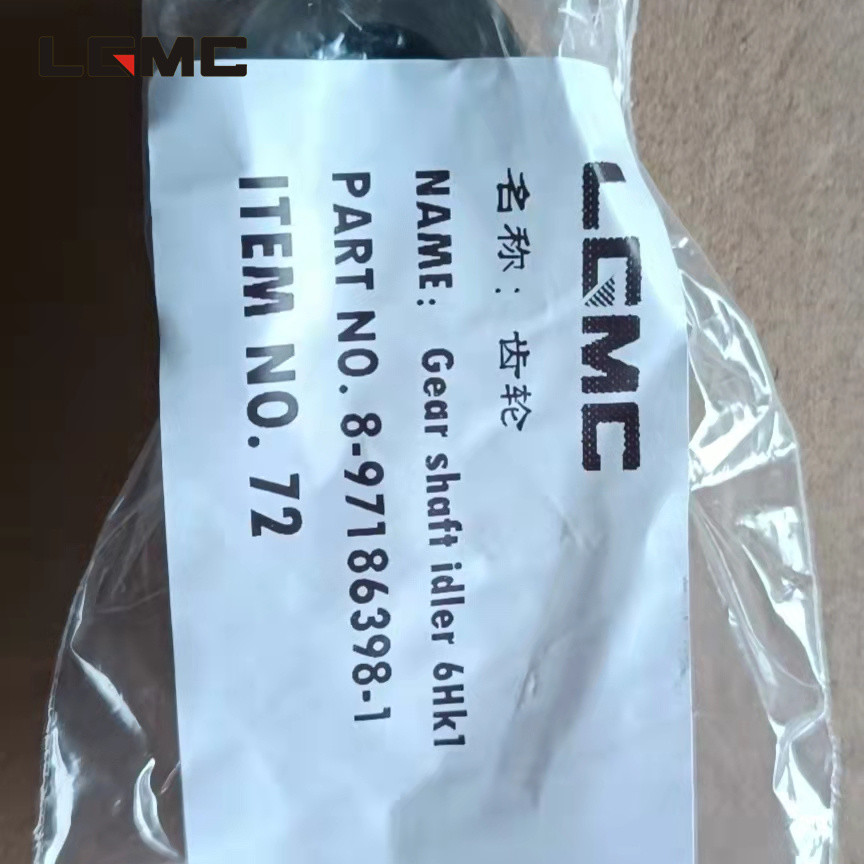 LGMC
LGMC
名称：齿轮
NAME: Gear shaft idler 6Hk1
PART NO. 8-97186398-1
ITEM NO. 72